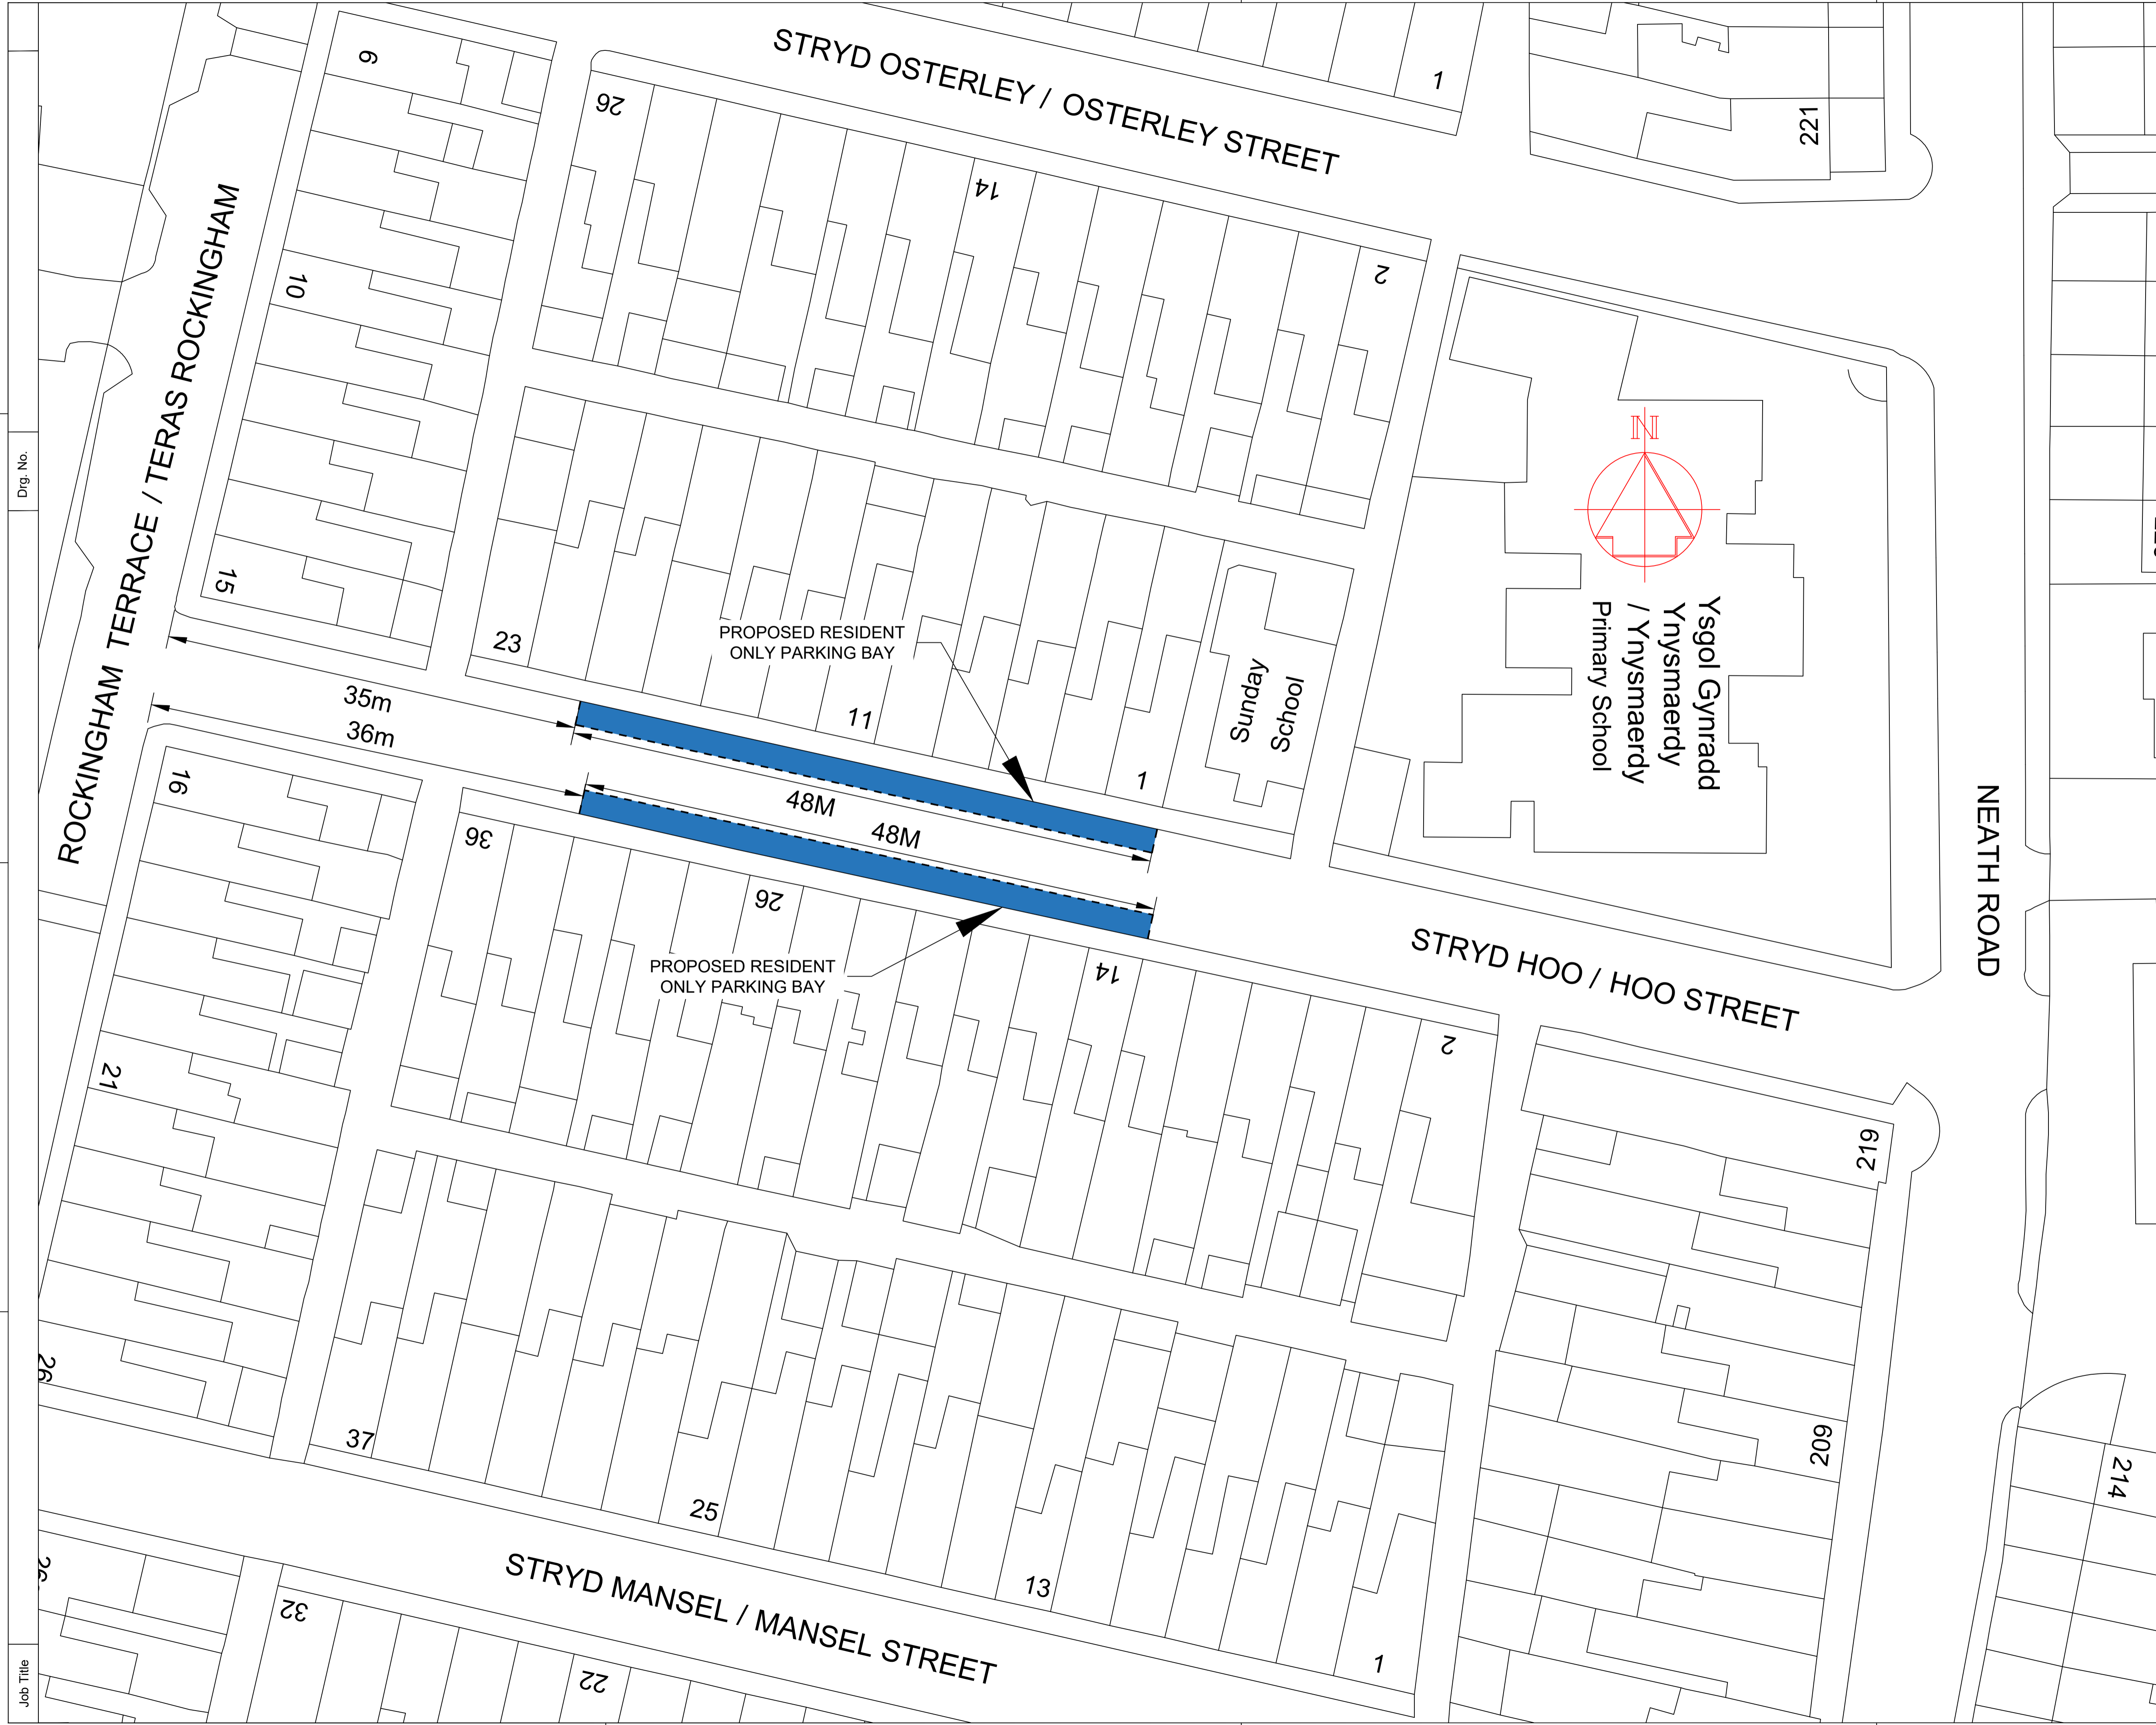 STRYD OSTERLEY / OSTERLEY STREET
1
221
6
26
14
2
10
15
ROCKINGHAM TERRACE / TERAS ROCKINGHAM
N
Ysgol Gynradd
Ynysmaerdy
/ Ynysmaerdy
Primary School
23
PROPOSED RESIDENT
ONLY PARKING BAY
11
1
Sunday
School
35m
36m
48M
48M
16
36
26
14
2
PROPOSED RESIDENT
ONLY PARKING BAY
STRYD HOO / HOO STREET
NEATH ROAD
21
219
26
37
25
13
1
209
214
STRYD MANSEL / MANSEL STREET
32
22
Drg. No.
Job Title